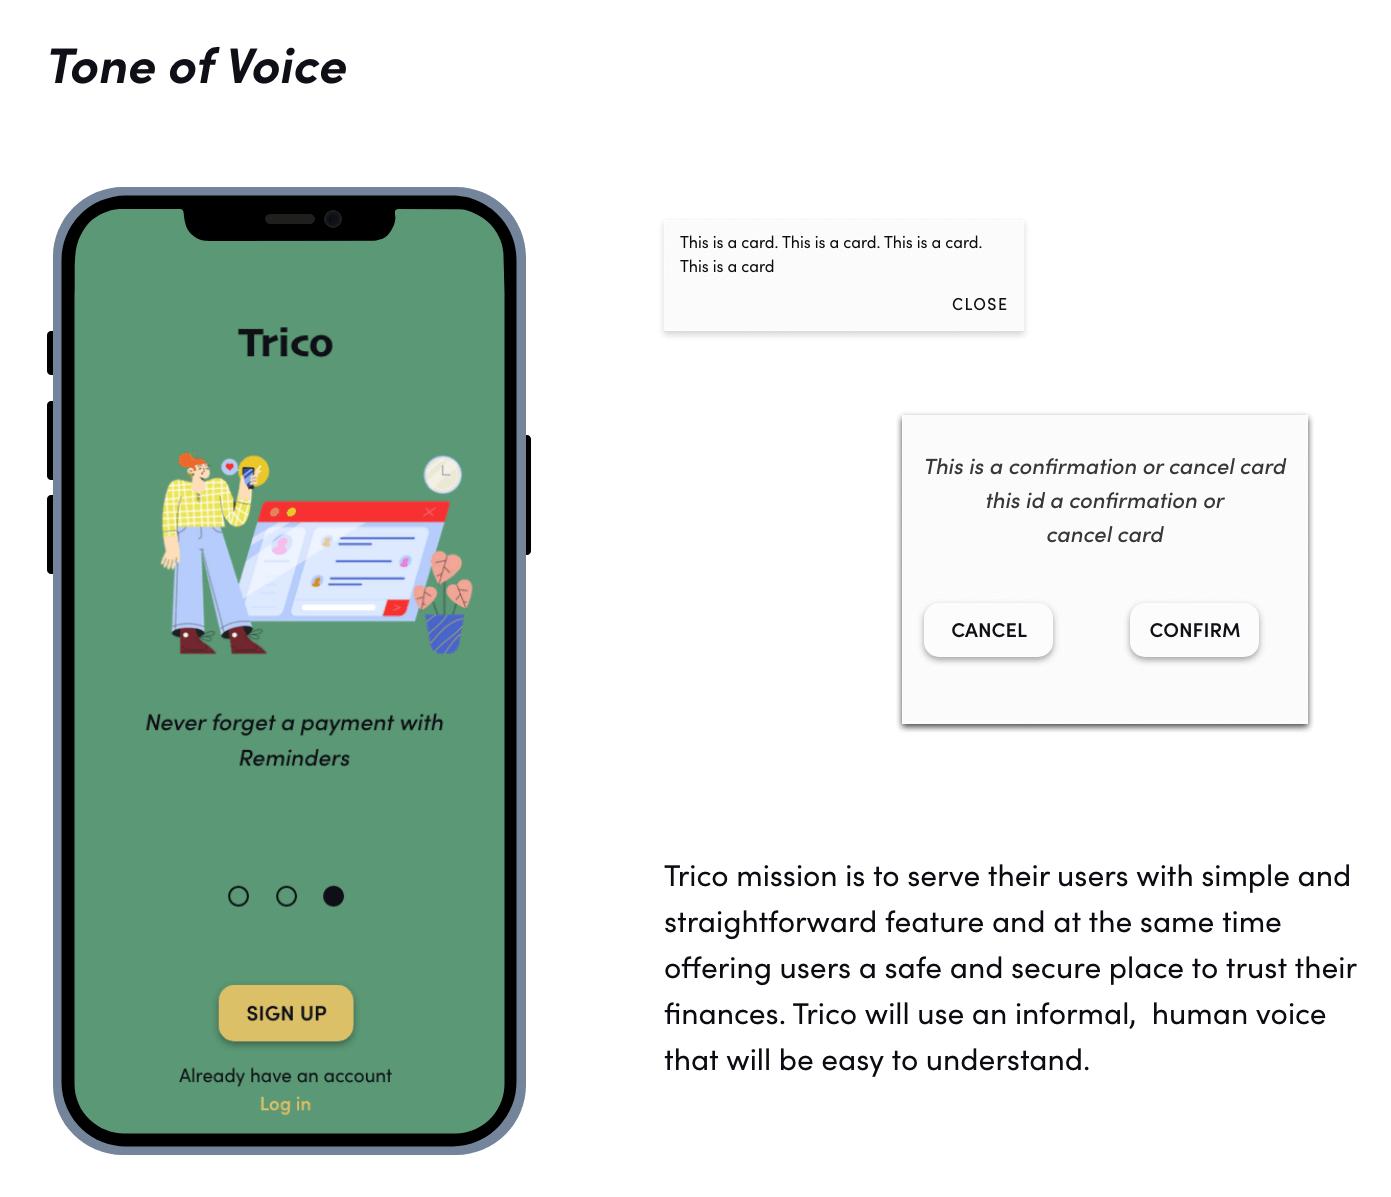 Tone of Voice
Trico
Never forget a payment with
Reminders
SIGN UP
Already have an account
Log in
This is a card. This is a card. This is a card.
This is a card
CLOSE
This is a confirmation or cancel card
this id a confirmation or
cancel card
CANCEL
CONFIRM
Trico mission is to serve their users with simple and
straightforward feature and at the same time
offering users a safe and secure place to trust their
finances. Trico will use an informal,  human voice
that will be easy to understand.